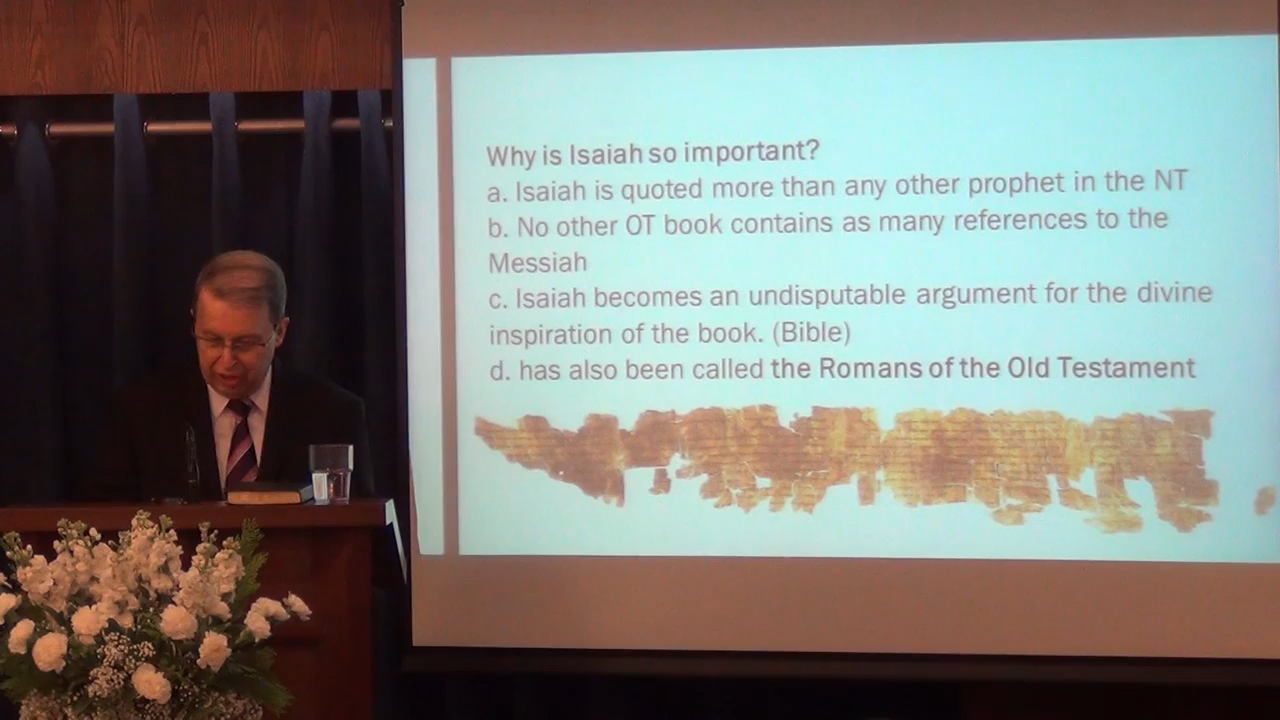 Why is Isaiah so important?
a. Isaiah is quoted more than any other prophet in the NT
b. No other OT book contains as many references to the
Messiah
c. Isaiah becomes an undisputable argument for the divine
inspiration of the book. (Bible)
d. has also been called the Romans of the Old Testament